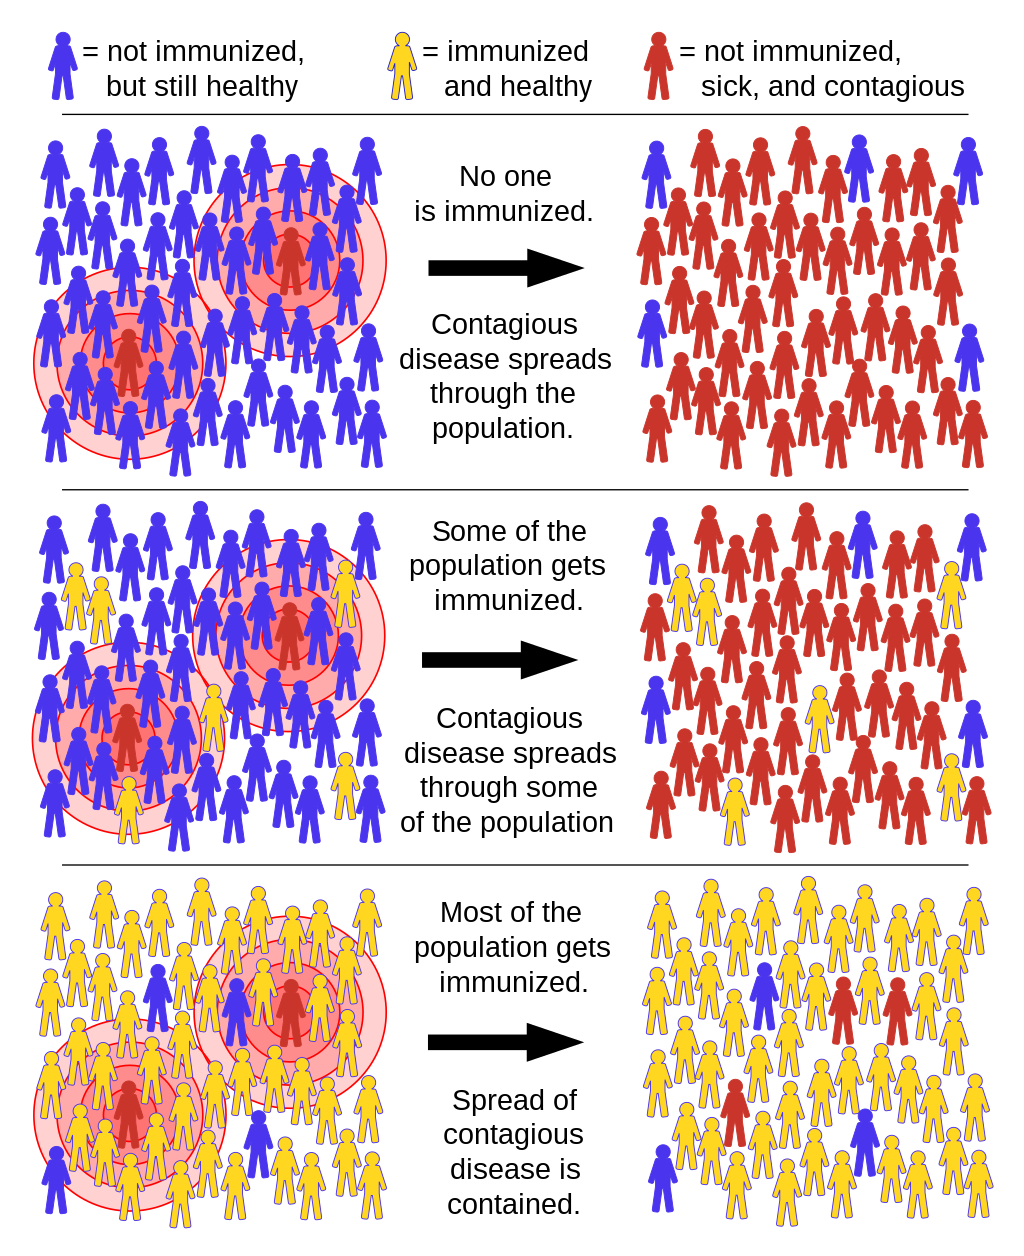 = not immunized,
but still healthy
= immunized
and healthy
= not immunized,
sick, and contagious
No one
is immunized.
Contagious
disease spreads
through the
population.
Some of the
population gets
immunized.
Contagious
disease spreads
through some
of the population
Most of the
population gets
immunized.
Spread of
contagious
disease is
contained.